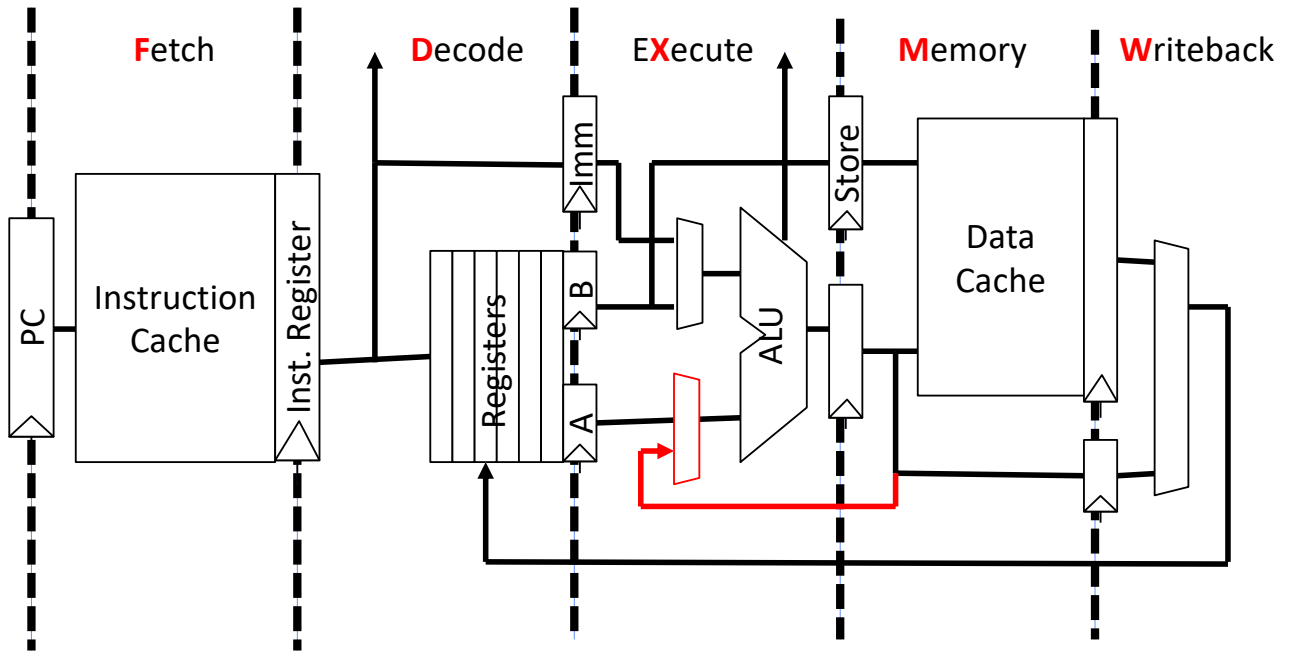 Fetch
Decode
EXecute
Memory
Writeback
PC
Instruction
Cache
Inst. Register
Registers
Imm
B
A
ALU
Store
Data
Cache